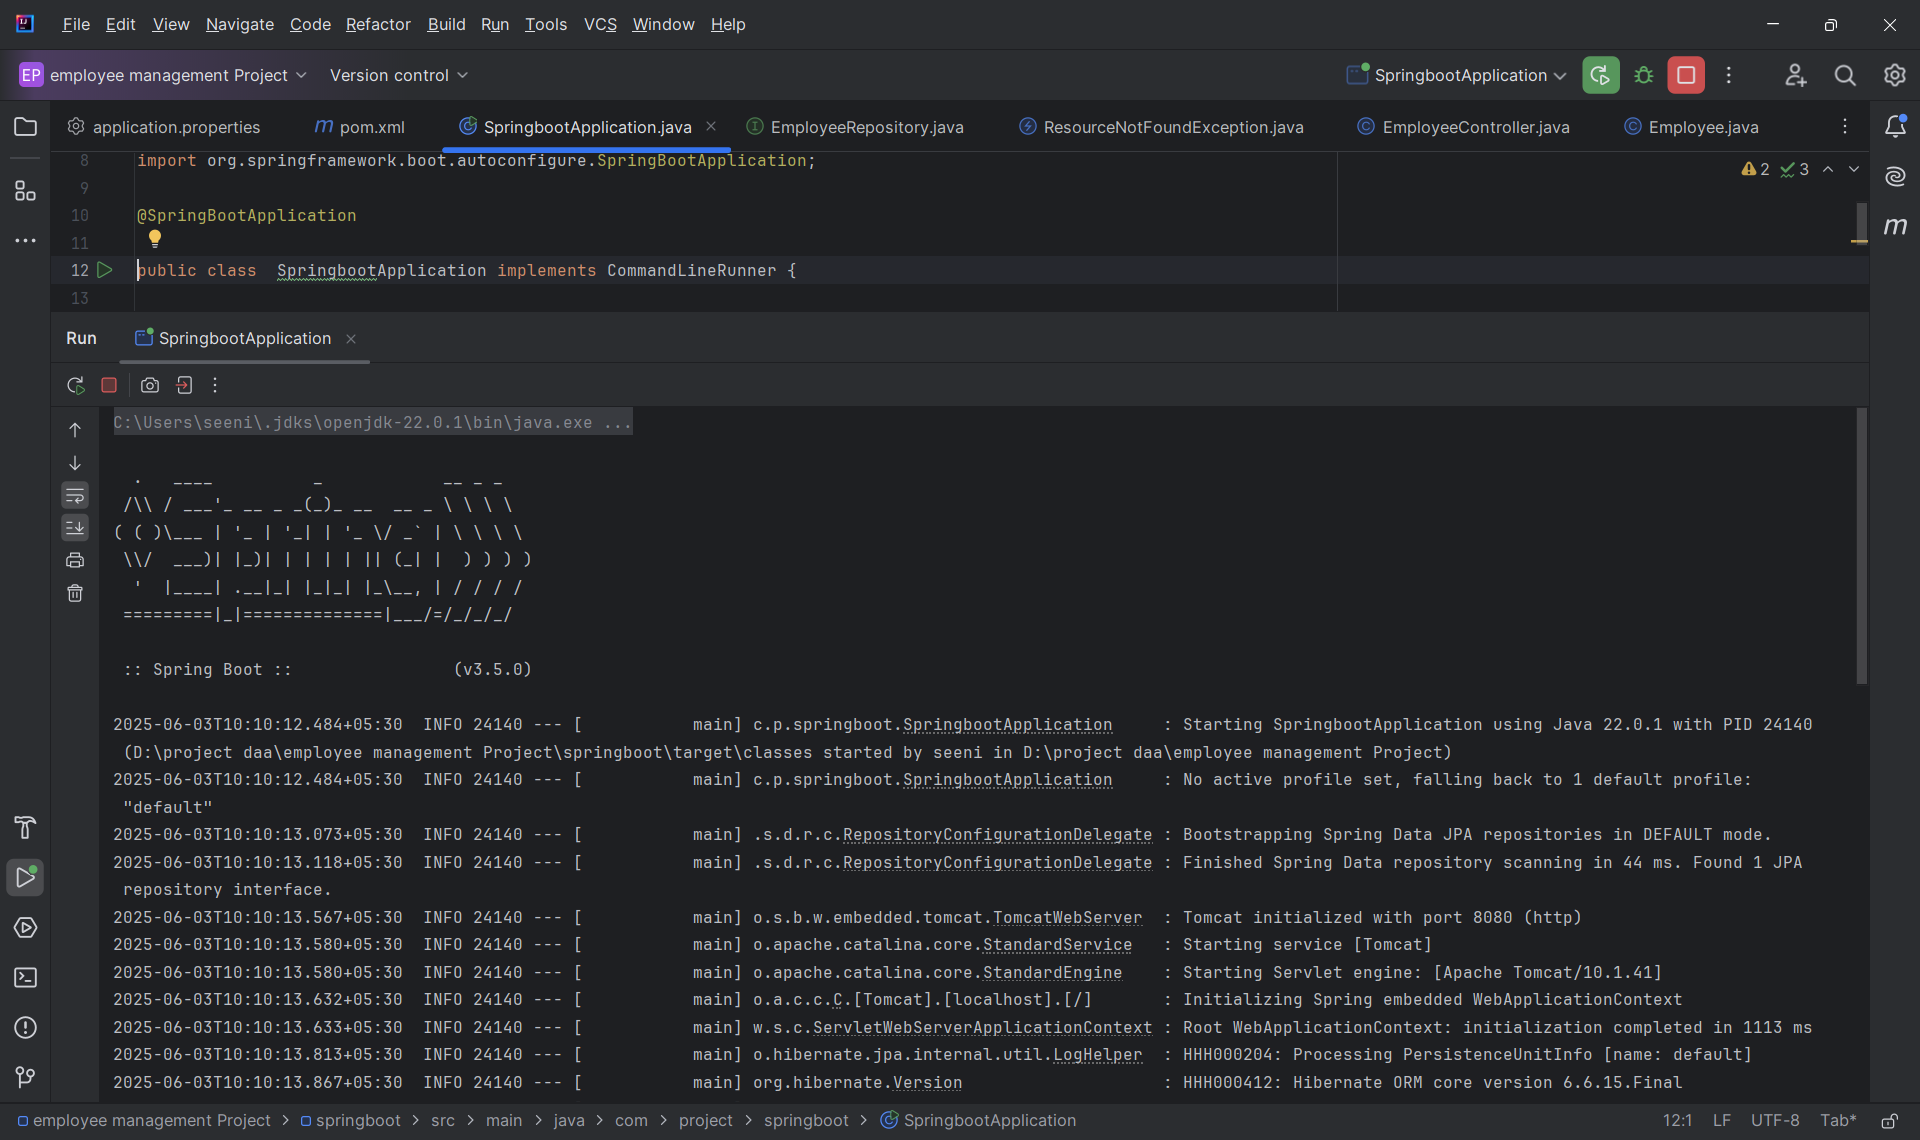 File Edit View Navigate Code Refactor Build Run Tools VCS Window Help
EP employee management Project Version control SpringbootApplication
application.properties m pom.xml SpringbootApplication.java EmployeeRepository.java ResourceNotFoundException.java EmployeeController.java Employee.java
8 import org.springframework.boot.autoconfigure.SpringBootApplication;
2 3
9
10 @SpringBootApplication
11
12 public class  SpringbootApplication implements CommandLineRunner {
13
Run SpringbootApplication
C:\Users\seeni\.jdks\openjdk-22.0.1\bin\java.exe ...
  .   ____          _            __ _ _
 /\\ / ___'_ __ _ _(_)_ __  __ _ \ \ \ \
( ( )\___ | '_ | '_| | '_ \/ _` | \ \ \ \
 \\/  ___)| |_)| | | | | || (_| |  ) ) ) )
  '  |____| .__|_| |_|_| |_\__, | / / / /
 =========|_|==============|___/=/_/_/_/
 :: Spring Boot ::                (v3.5.0)
2025-06-03T10:10:12.484+05:30  INFO 24140 --- [           main] c.p.springboot.SpringbootApplication     : Starting SpringbootApplication using Java 22.0.1 with PID 24140
 (D:\project daa\employee management Project\springboot\target\classes started by seeni in D:\project daa\employee management Project)
2025-06-03T10:10:12.484+05:30  INFO 24140 --- [           main] c.p.springboot.SpringbootApplication     : No active profile set, falling back to 1 default profile:
 "default"
2025-06-03T10:10:13.073+05:30  INFO 24140 --- [           main] .s.d.r.c.RepositoryConfigurationDelegate : Bootstrapping Spring Data JPA repositories in DEFAULT mode.
2025-06-03T10:10:13.118+05:30  INFO 24140 --- [           main] .s.d.r.c.RepositoryConfigurationDelegate : Finished Spring Data repository scanning in 44 ms. Found 1 JPA
 repository interface.
2025-06-03T10:10:13.567+05:30  INFO 24140 --- [           main] o.s.b.w.embedded.tomcat.TomcatWebServer  : Tomcat initialized with port 8080 (http)
2025-06-03T10:10:13.580+05:30  INFO 24140 --- [           main] o.apache.catalina.core.StandardService   : Starting service [Tomcat]
2025-06-03T10:10:13.580+05:30  INFO 24140 --- [           main] o.apache.catalina.core.StandardEngine    : Starting Servlet engine: [Apache Tomcat/10.1.41]
2025-06-03T10:10:13.632+05:30  INFO 24140 --- [           main] o.a.c.c.C.[Tomcat].[localhost].[/]       : Initializing Spring embedded WebApplicationContext
2025-06-03T10:10:13.633+05:30  INFO 24140 --- [           main] w.s.c.ServletWebServerApplicationContext : Root WebApplicationContext: initialization completed in 1113 ms
2025-06-03T10:10:13.813+05:30  INFO 24140 --- [           main] o.hibernate.jpa.internal.util.LogHelper  : HHH000204: Processing PersistenceUnitInfo [name: default]
2025-06-03T10:10:13.867+05:30  INFO 24140 --- [           main] org.hibernate.Version                    : HHH000412: Hibernate ORM core version 6.6.15.Final
employee management Project > springboot > src > main > java > com > project > springboot > SpringbootApplication 12:1 LF UTF-8 Tab*